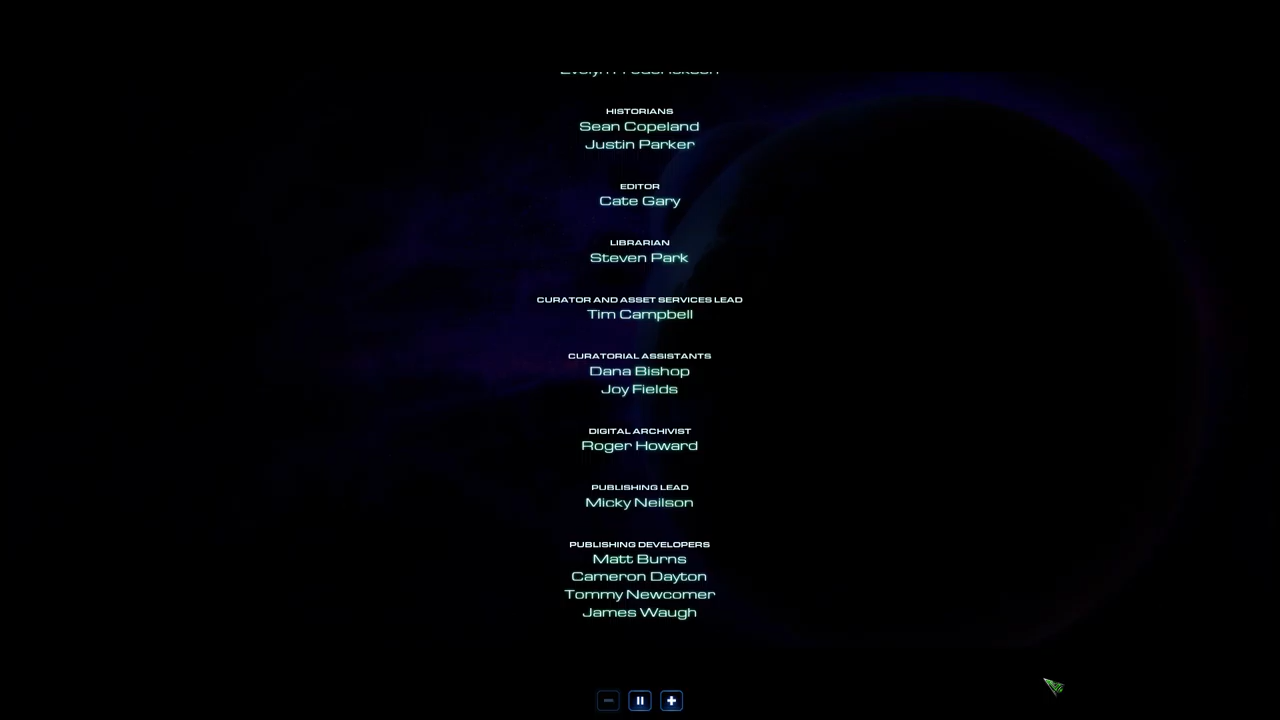 HISTORIANS
Sean Copeland
Justin Parker
EDITOR
Cate Gary
LIBRARIAN
Steven Park
CURATOR AND ASSET SERVICES LEAD
Tim Campbell
CURATORIAL ASSISTANTS
Dana Bishop
Joy Fields
DIGITAL ARCHIVIST
Roger Howard
PUBLISHING LEAD
Micky Neilson
PUBLISHING DEVELOPERS
Matt Burns
Cameron Dayton
Tommy Newcomer
James Waugh